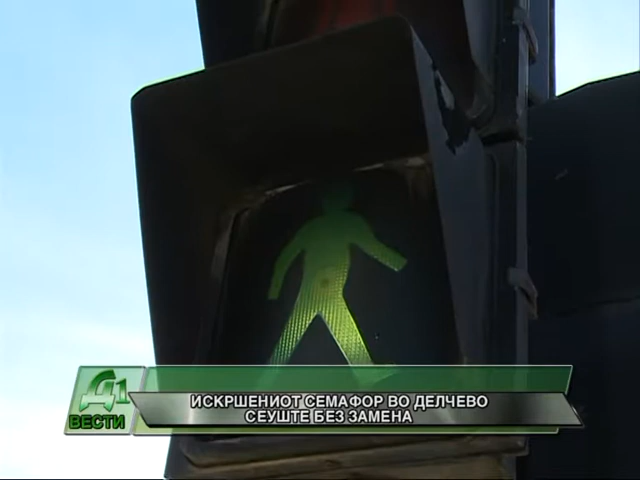 Д1
ВЕСТИ
ИСКРШЕНИОТ СЕМАФОР ВО ДЕЛЧЕВО
СЕУШТЕ БЕЗ ЗАМЕНА